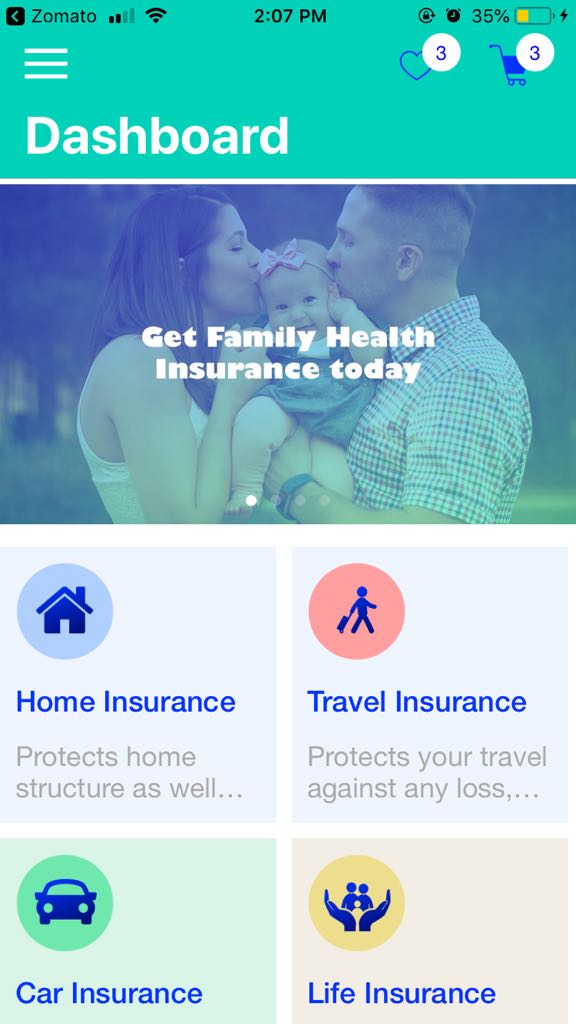 Zomato 2:07 PM 35%
3 3
Dashboard
Get Family Health
Insurance today
Home Insurance
Travel Insurance
Protects home
structure as well...
Protects your travel
against any loss,...
Car Insurance
Life Insurance